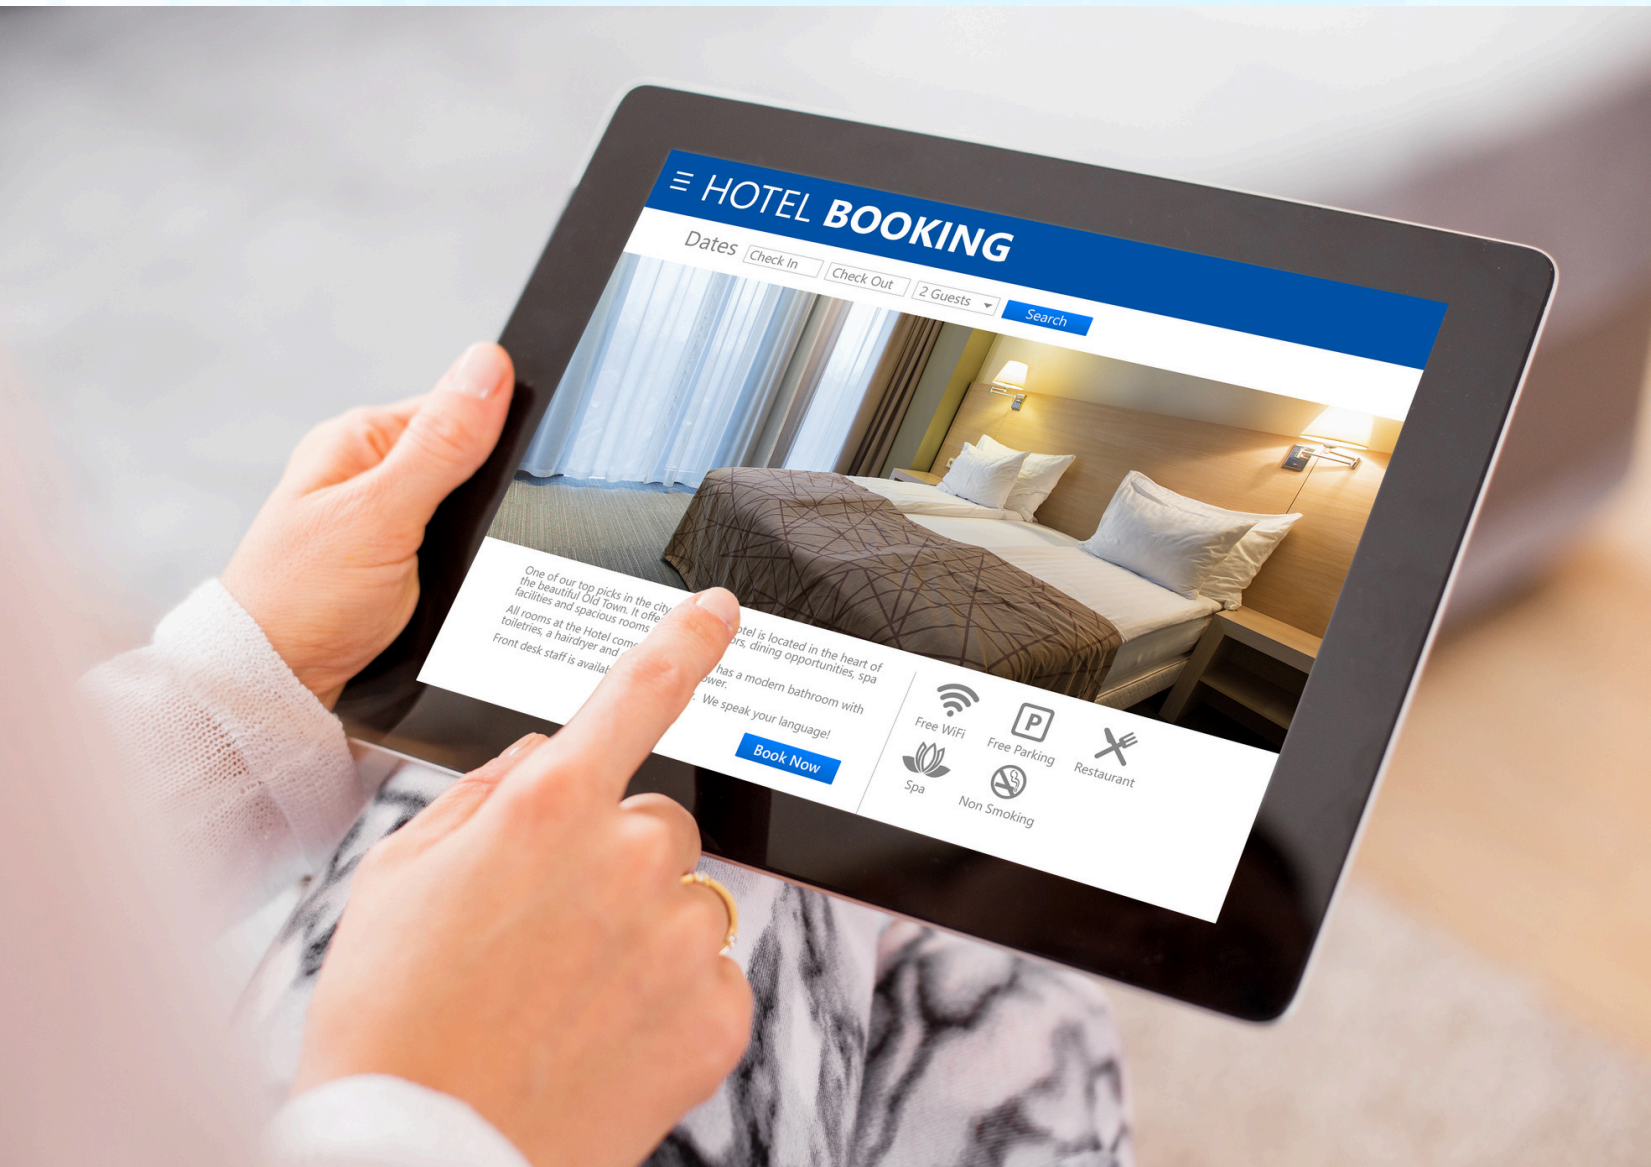 HOTEL BOOKING
Dates Check In Check Out 2 Guests Search
One of our top picks in the city otel is located in the heart of
the beautiful Old Town. It offe rs, dining opportunities, spa
facilities and spacious rooms
All rooms at the Hotel come has a modern bathroom with
toiletries, a hairdryer and ower.
Front desk staff is availab We speak your language!
Book Now
Free WiFi
Free Parking
Restaurant
Spa
Non Smoking